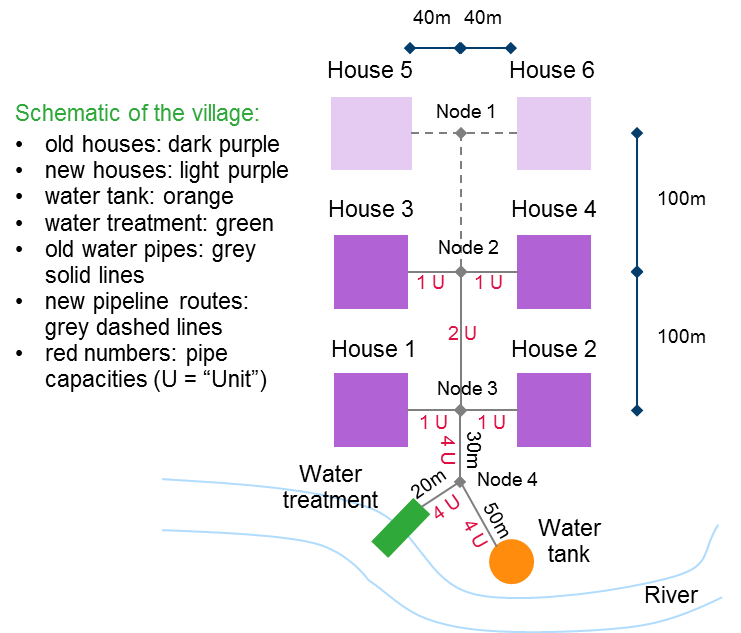 40m 40m
House 5
House 6
Schematic of the village:
• old houses: dark purple
• new houses: light purple
• water tank: orange
• water treatment: green
• old water pipes: grey
solid lines
• new pipeline routes:
grey dashed lines
• red numbers: pipe
capacities (U = “Unit”)
Node 1
100m
House 3
House 4
Node 2
1 U
1 U
2 U
100m
House 1
House 2
Node 3
1 U
1 U
4 U
30m
Water
treatment
20m
4 U
Node 4
50m
4 U
Water
tank
River